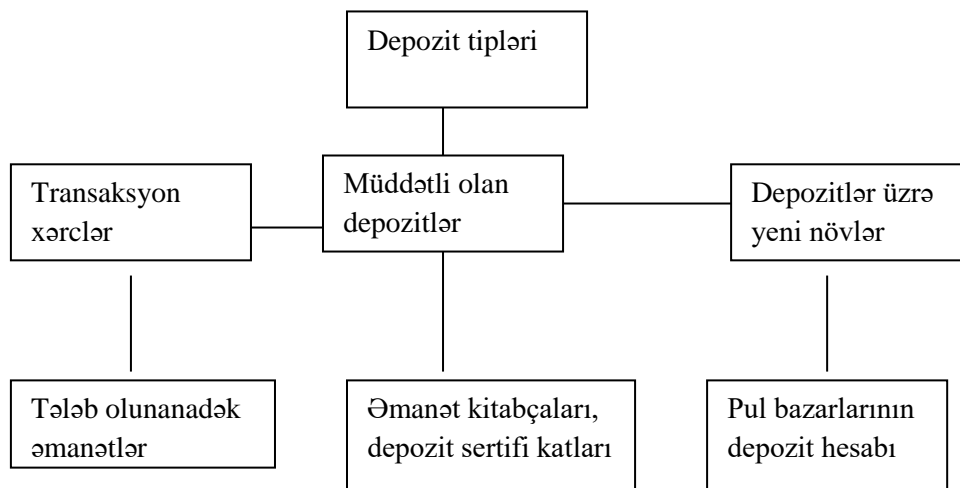 Depozit tipləri
Transaksyon
xərclər
Müddətli olan
depozitlər
Depozitlər üzrə
yeni növlər
Tələb olunanadək
əmanətlər
Əmanət kitabçaları,
depozit sertifi katları
Pul bazarlarının
depozit hesabı